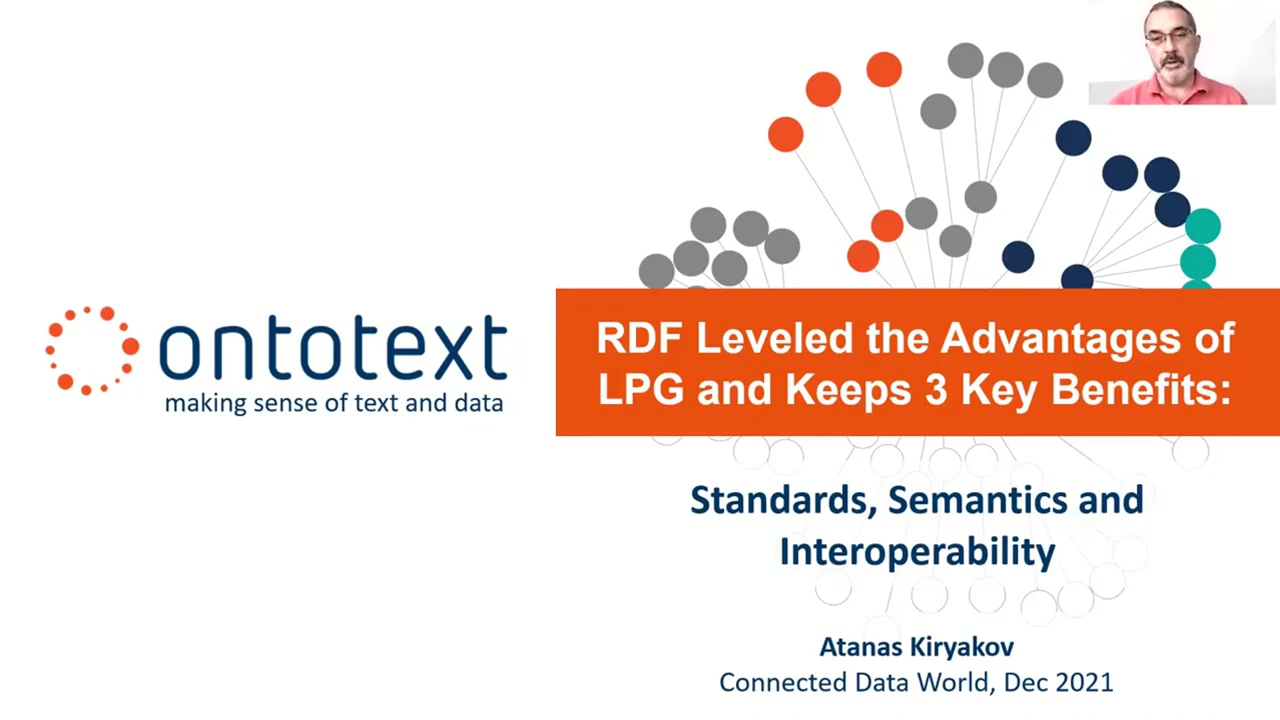 ontotext
making sense of text and data
RDF Leveled the Advantages of
LPG and Keeps 3 Key Benefits:
Standards, Semantics and
Interoperability
Atanas Kiryakov
Connected Data World, Dec 2021